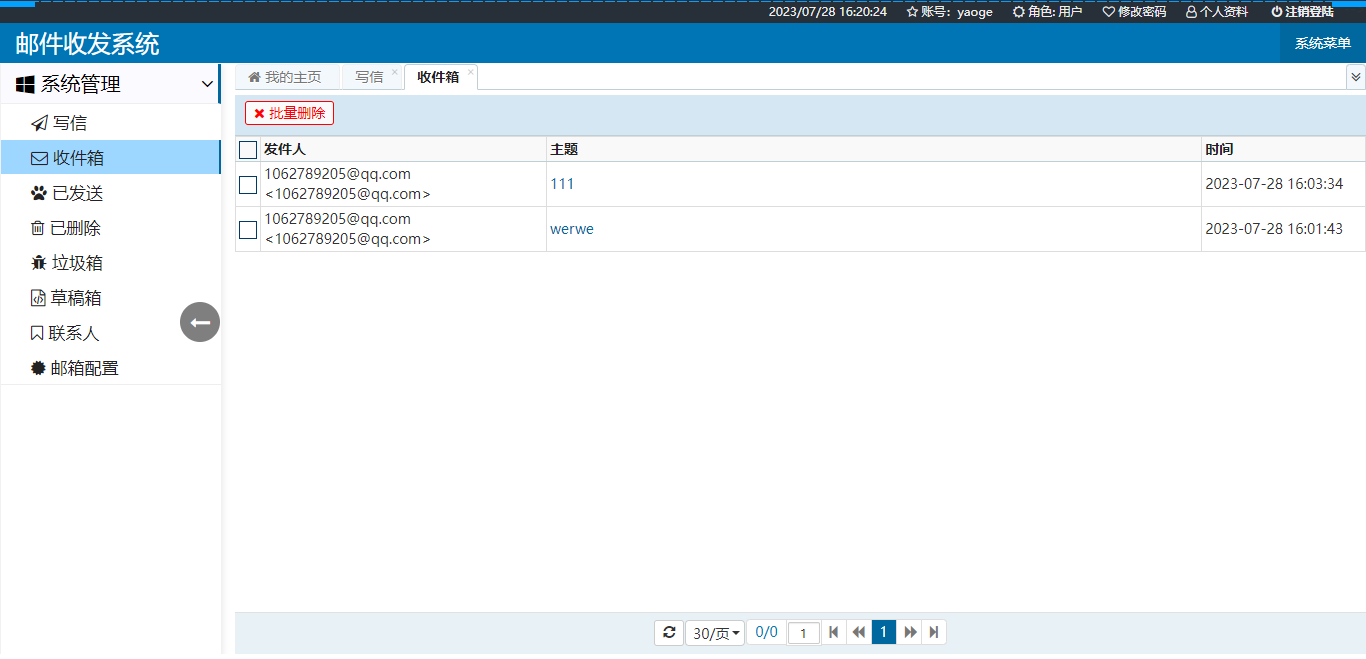 2023/07/28 16:20:24 账号：yaoge 角色: 用户 修改密码 个人资料 注销登陆
邮件收发系统 系统菜单
系统管理
写信
收件箱
已发送
已删除
垃圾箱
草稿箱
联系人
邮箱配置
我的主页 写信 × 收件箱 ×
批量删除
发件人 主题 时间
1062789205@qq.com
<1062789205@qq.com> 111 2023-07-28 16:03:34
1062789205@qq.com
<1062789205@qq.com> werwe 2023-07-28 16:01:43
30/页 0/0 1 1